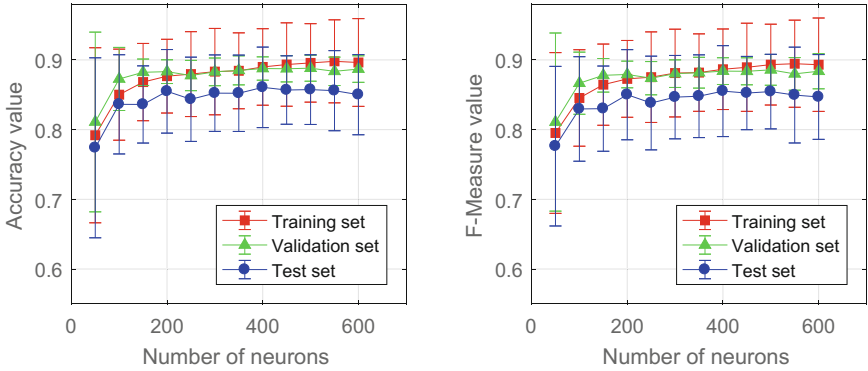 Accuracy value
0.9
0.8
0.7
0.6
0 200 400 600
Number of neurons
Training set
Validation set
Test set
F-Measure value
0.9
0.8
0.7
0.6
0 200 400 600
Number of neurons
Training set
Validation set
Test set